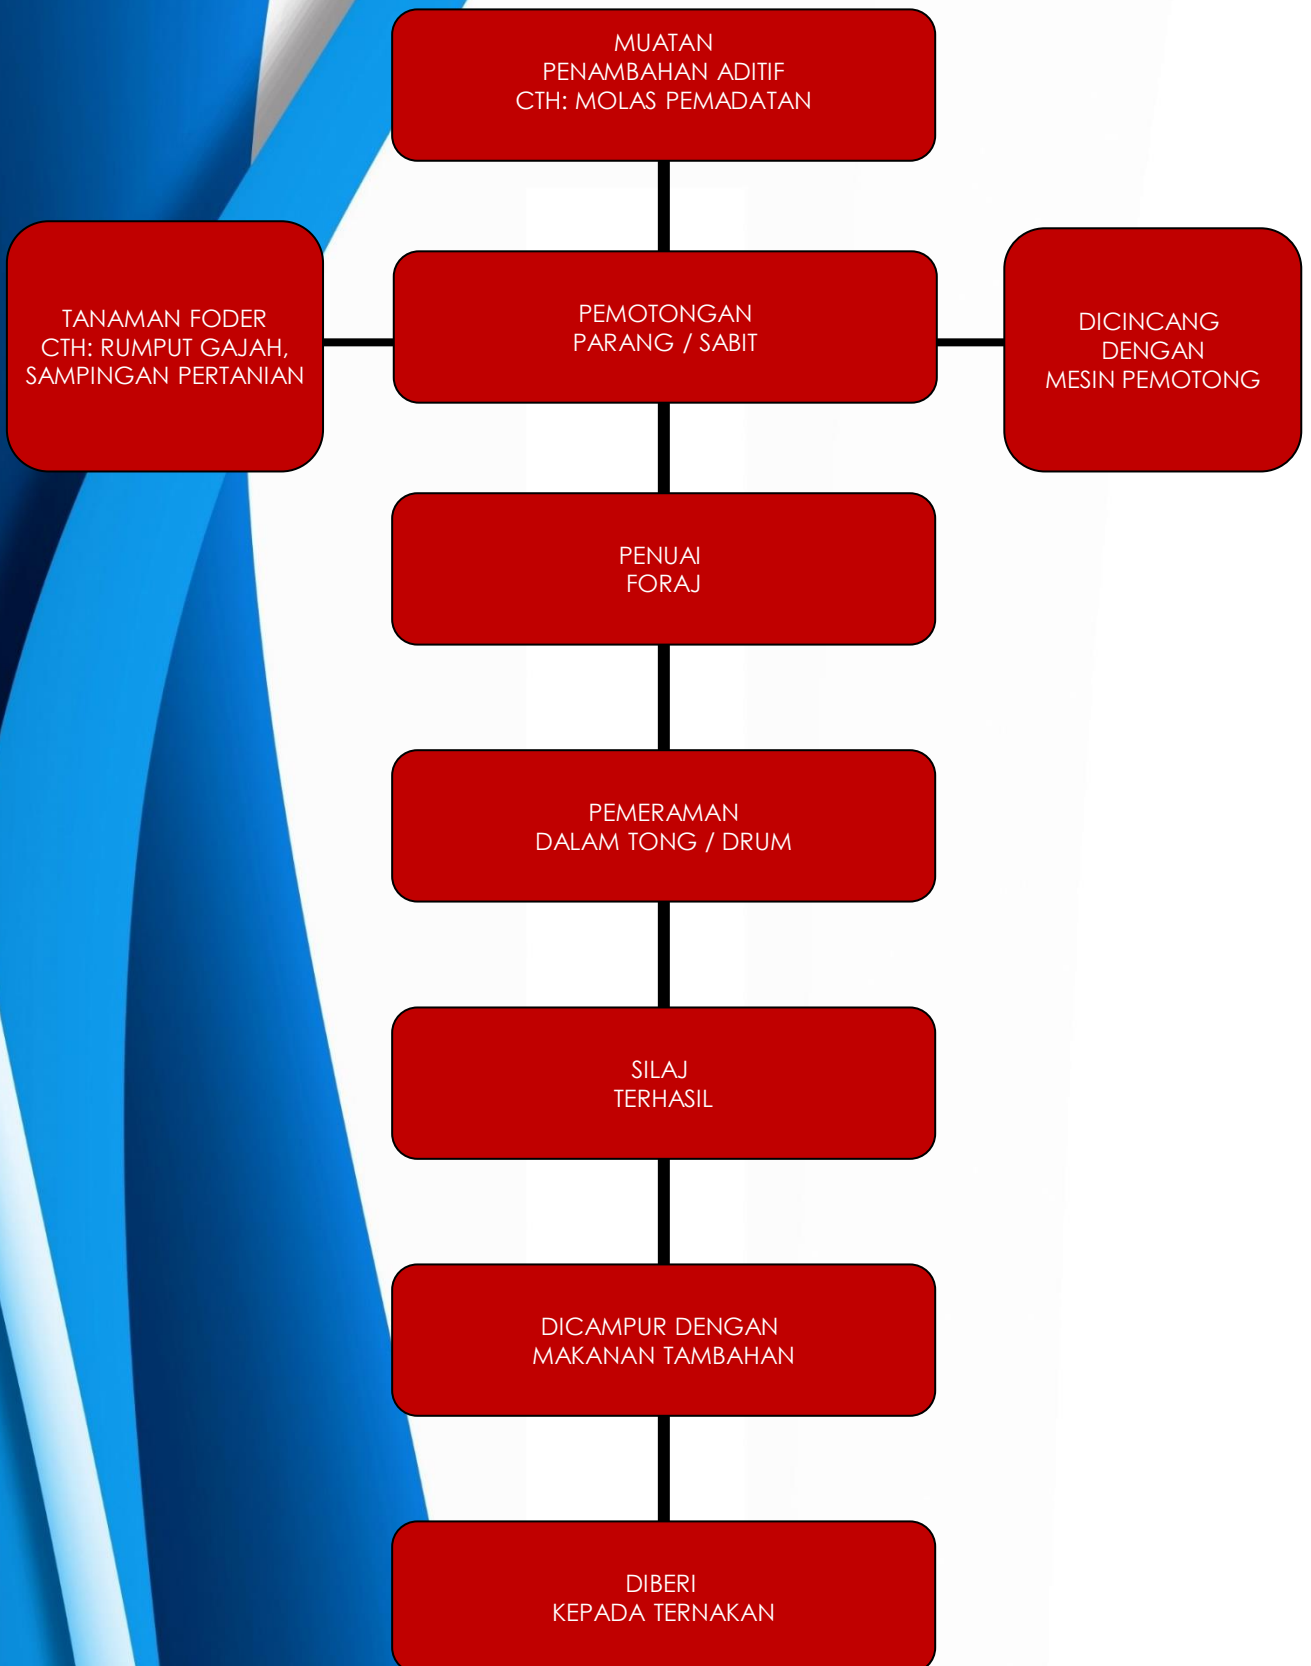 MUATAN
PENAMBAHAN ADITIF
CTH: MOLAS PEMADATAN
TANAMAN FODER
CTH: RUMPUT GAJAH,
SAMPINGAN PERTANIAN
PEMOTONGAN
PARANG / SABIT
DICINCANG
DENGAN
MESIN PEMOTONG
PENUAI
FORAJ
PEMERAMAN
DALAM TONG / DRUM
SILAJ
TERHASIL
DICAMPUR DENGAN
MAKANAN TAMBAHAN
DIBERI
KEPADA TERNAKAN